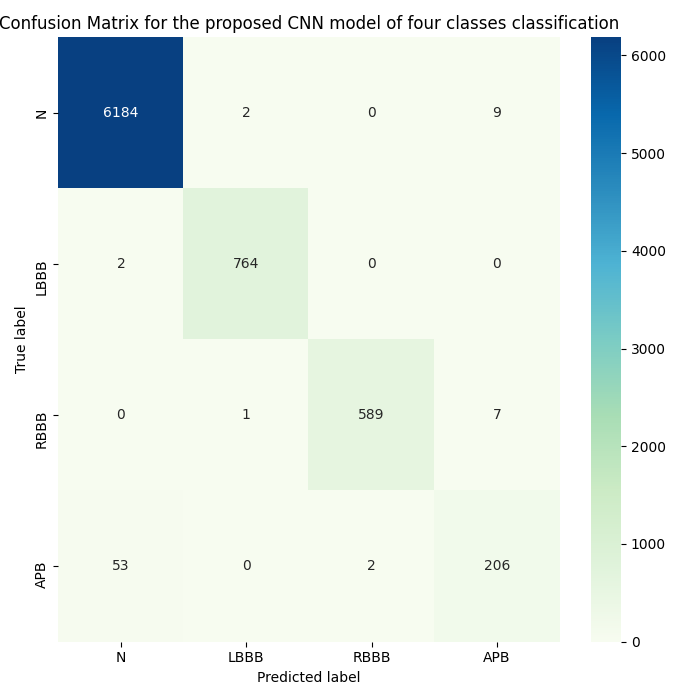 Confusion Matrix for the proposed CNN model of four classes classification
N 6184 2 0 9
LBBB 2 764 0 0
RBBB 0 1 589 7
APB 53 0 2 206
N LBBB RBBB APB
Predicted label
True label
6000
5000
4000
3000
2000
1000
0